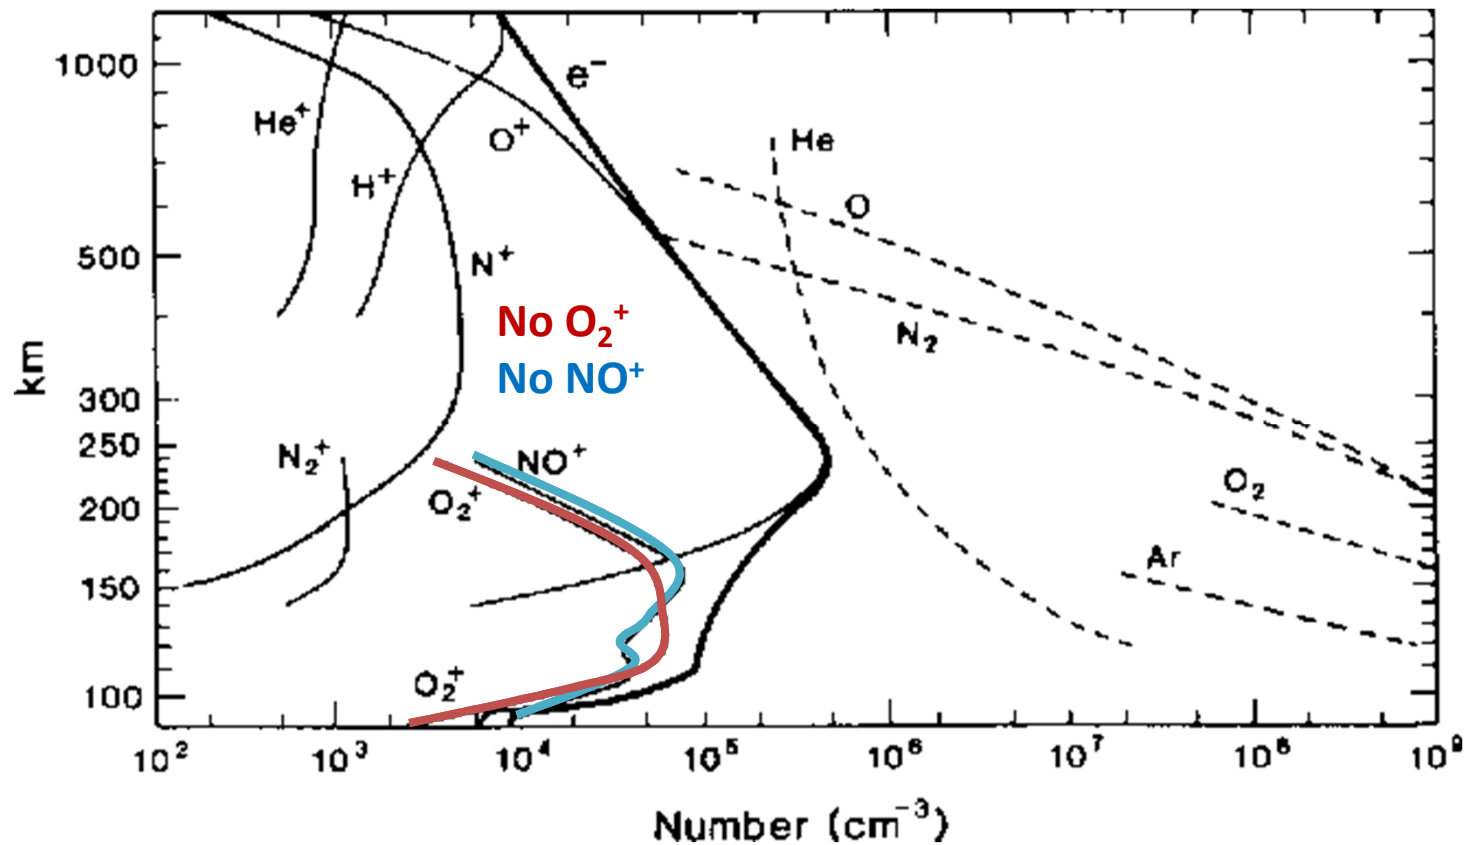 1000
500
300
250
200
150
100
km
He⁺
H⁺
O⁺
e⁻
He
O
N⁺
No O₂⁺
No NO⁺
N₂
N₂⁺
NO⁺
O₂⁺
O₂
Ar
O₂⁺
10² 10³ 10⁴ 10⁵ 10⁶ 10⁷ 10⁸ 10⁹
Number (cm⁻³)